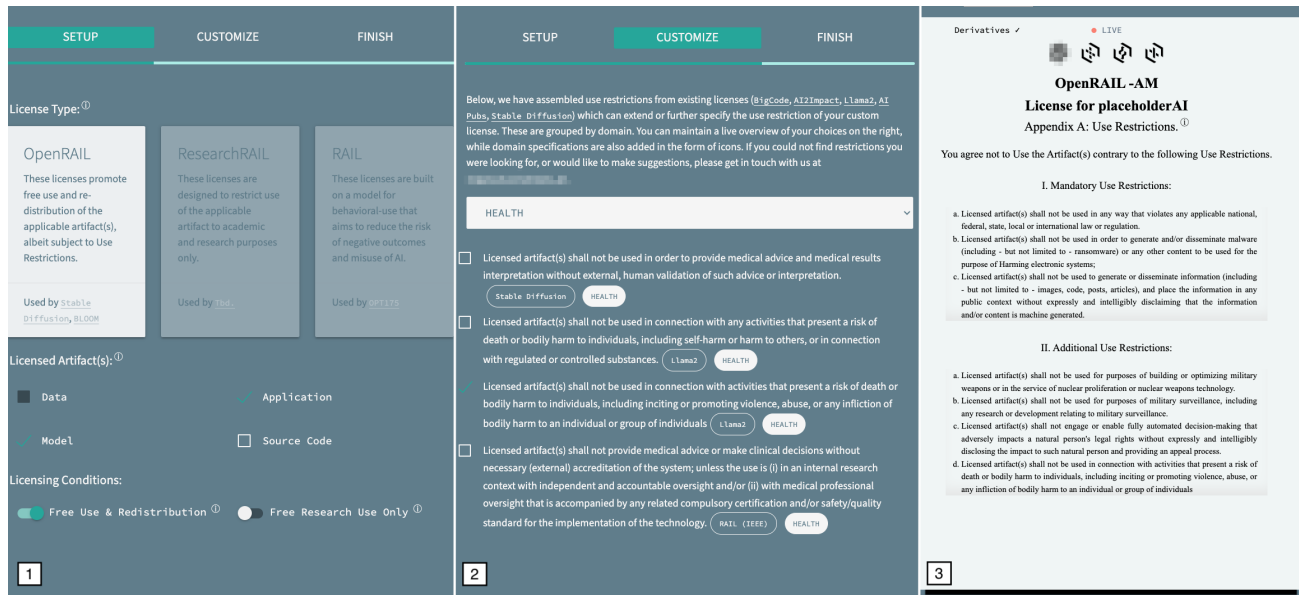 SETUP
CUSTOMIZE
FINISH
License Type: ⓘ
OpenRAIL
These licenses promote
free use and re-
distribution of the
applicable artifact(s),
albeit subject to Use
Restrictions.
Used by Stable
Diffusion, BLOOM
ResearchRAIL
These licenses are
designed to restrict use
of the applicable
artifact to academic
and research purposes
only.
Used by Tbd.
RAIL
These licenses are built
on a model for
behavioral-use that
aims to reduce the risk
of negative outcomes
and misuse of AI.
Used by OPT175
Licensed Artifact(s): ⓘ
Data
Application
Model
Source Code
Licensing Conditions:
Free Use & Redistribution ⓘ
Free Research Use Only ⓘ
1
SETUP
CUSTOMIZE
FINISH
Below, we have assembled use restrictions from existing licenses (BigCode, AI2Impact, Llama2, AI
Pubs, Stable Diffusion) which can extend or further specify the use restriction of your custom
license. These are grouped by domain. You can maintain a live overview of your choices on the right,
while domain specifications are also added in the form of icons. If you could not find restrictions you
were looking for, or would like to make suggestions, please get in touch with us at
HEALTH
Licensed artifact(s) shall not be used in order to provide medical advice and medical results
interpretation without external, human validation of such advice or interpretation.
Stable Diffusion HEALTH
Licensed artifact(s) shall not be used in connection with any activities that present a risk of
death or bodily harm to individuals, including self-harm or harm to others, or in connection
with regulated or controlled substances. Llama2 HEALTH
Licensed artifact(s) shall not be used in connection with activities that present a risk of death or
bodily harm to individuals, including inciting or promoting violence, abuse, or any infliction of
bodily harm to an individual or group of individuals Llama2 HEALTH
Licensed artifact(s) shall not provide medical advice or make clinical decisions without
necessary (external) accreditation of the system; unless the use is (i) in an internal research
context with independent and accountable oversight and/or (ii) with medical professional
oversight that is accompanied by any related compulsory certification and/or safety/quality
standard for the implementation of the technology. RAIL (IEEE) HEALTH
2
Derivatives ✓
LIVE
OpenRAIL -AM
License for placeholderAI
Appendix A: Use Restrictions. ⓘ
You agree not to Use the Artifact(s) contrary to the following Use Restrictions.
I. Mandatory Use Restrictions:
a. Licensed artifact(s) shall not be used in any way that violates any applicable national,
federal, state, local or international law or regulation.
b. Licensed artifact(s) shall not be used in order to generate and/or disseminate malware
(including - but not limited to - ransomware) or any other content to be used for the
purpose of Harming electronic systems;
c. Licensed artifact(s) shall not be used to generate or disseminate information (including
- but not limited to - images, code, posts, articles), and place the information in any
public context without expressly and intelligibly disclaiming that the information
and/or content is machine generated.
II. Additional Use Restrictions:
a. Licensed artifact(s) shall not be used for purposes of building or optimizing military
weapons or in the service of nuclear proliferation or nuclear weapons technology.
b. Licensed artifact(s) shall not be used for purposes of military surveillance, including
any research or development relating to military surveillance.
c. Licensed artifact(s) shall not engage or enable fully automated decision-making that
adversely impacts a natural person's legal rights without expressly and intelligibly
disclosing the impact to such natural person and providing an appeal process.
d. Licensed artifact(s) shall not be used in connection with activities that present a risk of
death or bodily harm to individuals, including inciting or promoting violence, abuse, or
any infliction of bodily harm to an individual or group of individuals
3